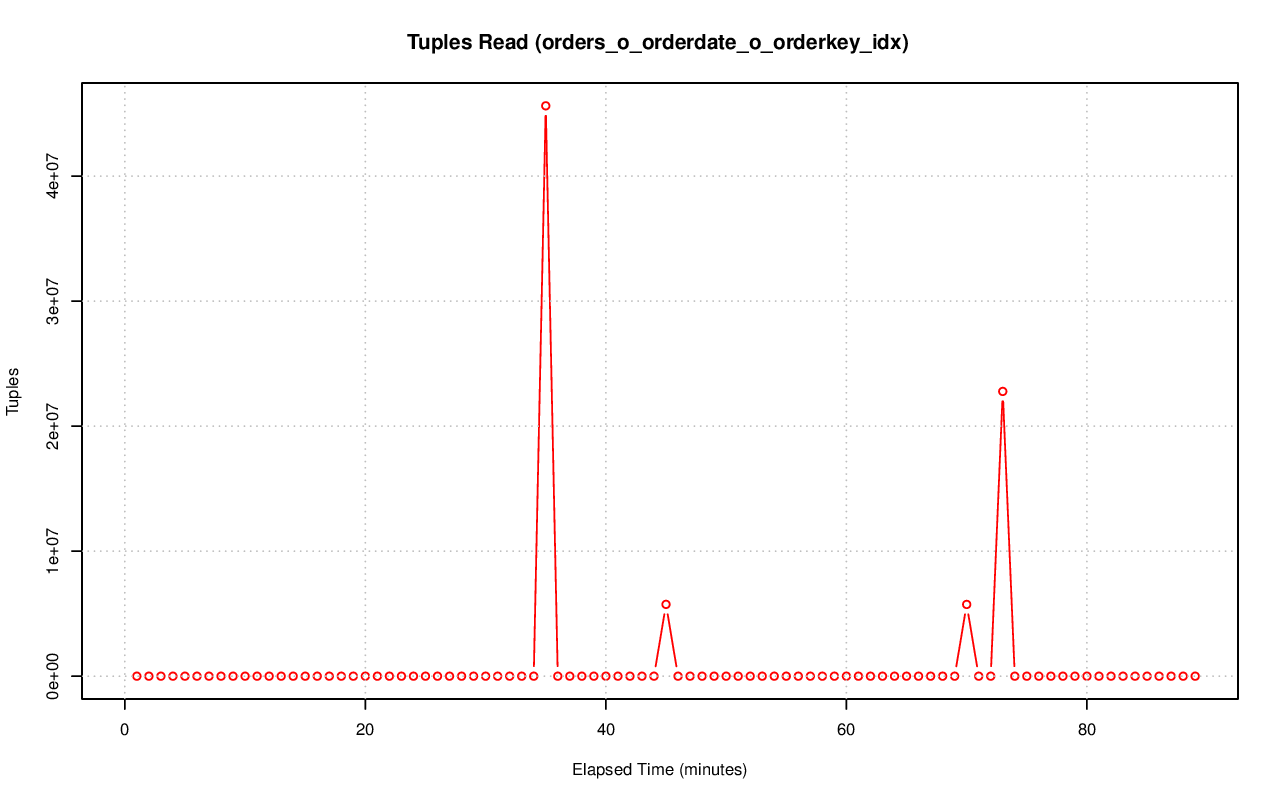 Tuples Read (orders_o_orderdate_o_orderkey_idx)
4e+07
3e+07
2e+07
1e+07
0e+00
Tuples
0 20 40 60 80
Elapsed Time (minutes)